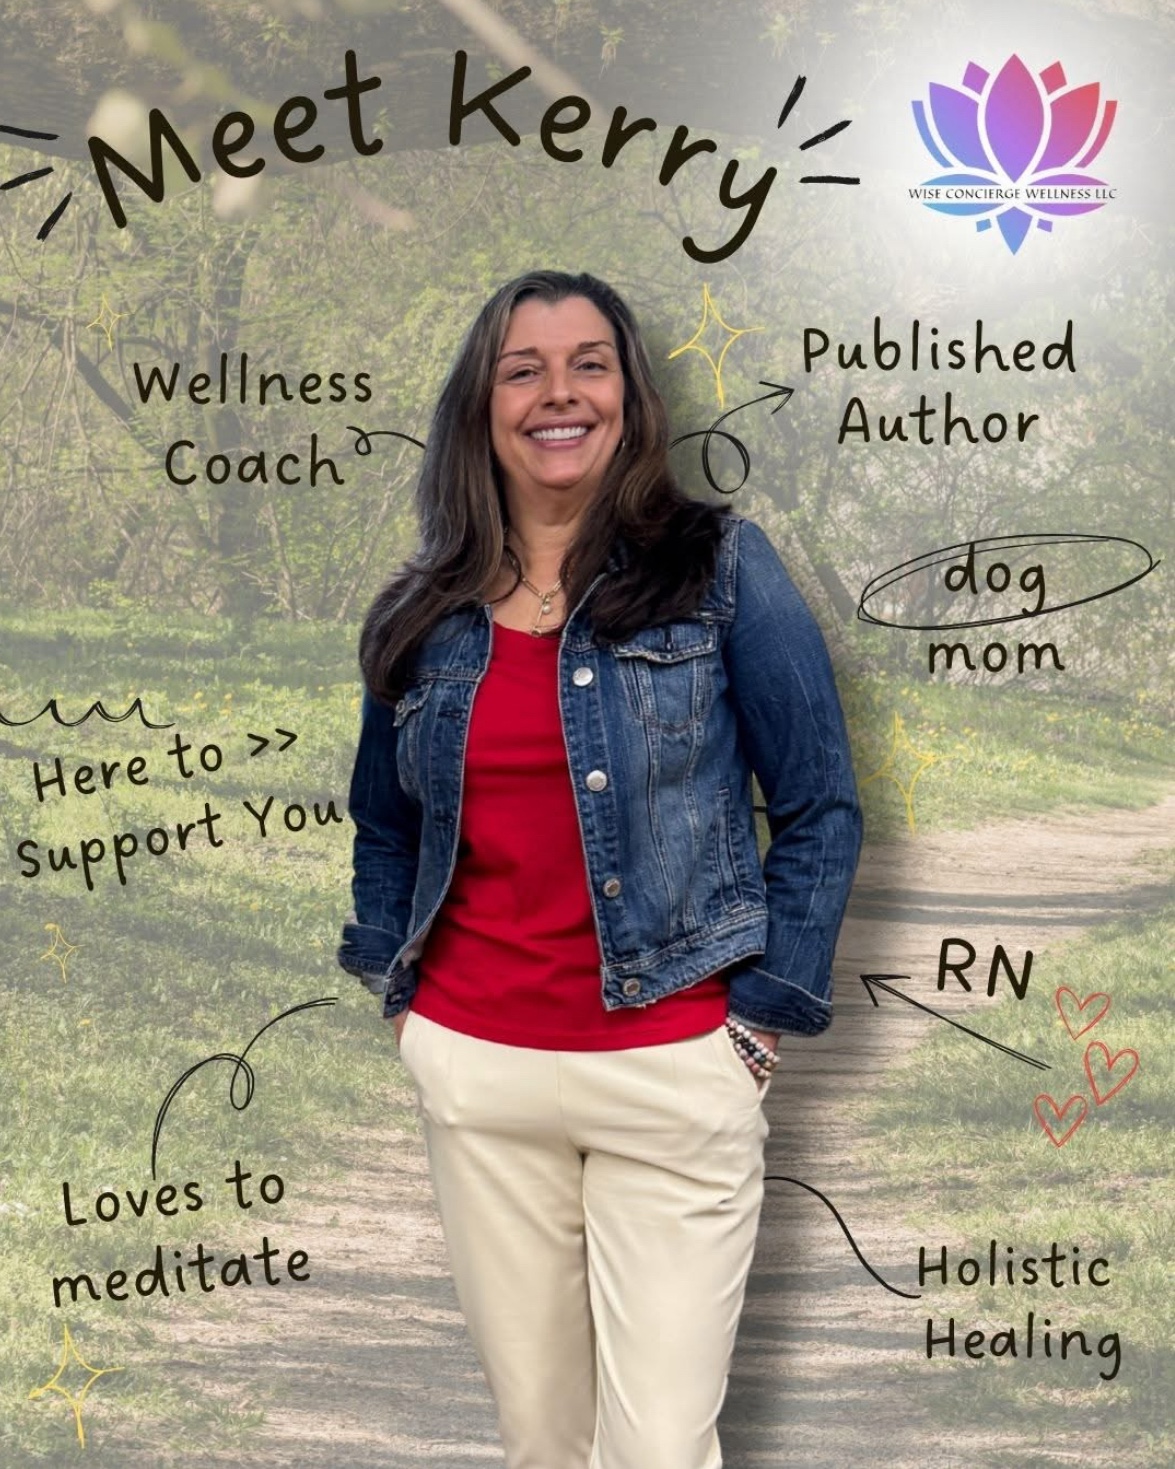 Meet Kerry
WISE CONCIERGE WELLNESS LLC
Wellness
Coach
Published
Author
dog
mom
Here to >>
Support You
RN
Loves to
meditate
Holistic
Healing